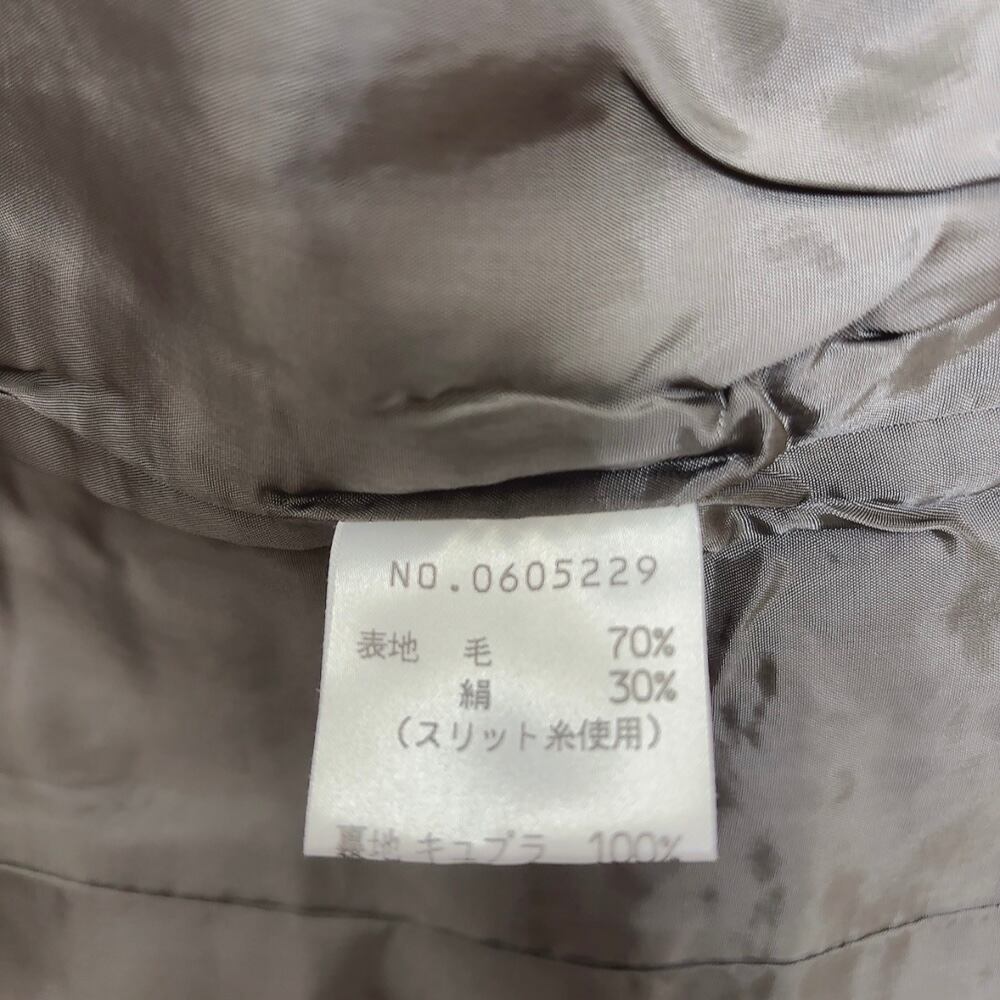 NO.0605229
表地 毛 70%
絹 30%
(スリット糸使用)
裏地 キュプラ 100%